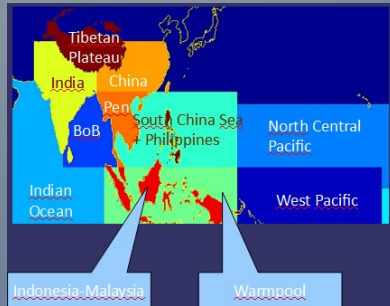 Tibetan
Plateau
India
China
Pen
BoB
South China Sea
+ Philippines
North Central
Pacific
Indian
Ocean
West Pacific
Indonesia-Malaysia
Warmpool